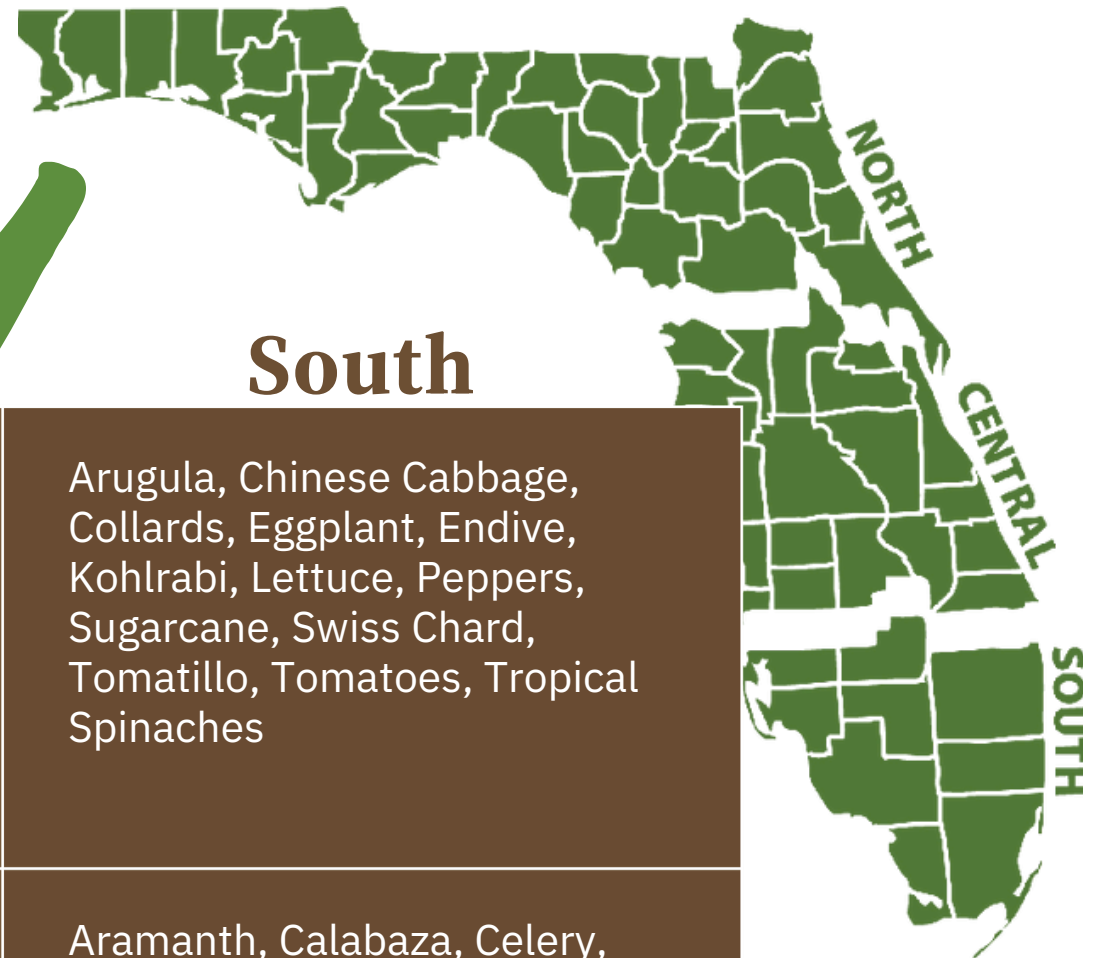 NORTH
South
CENTRAL
Arugula, Chinese Cabbage,
Collards, Eggplant, Endive,
Kohlrabi, Lettuce, Peppers,
Sugarcane, Swiss Chard,
Tomatillo, Tomatoes, Tropical
Spinaches
SOUTH
Aramanth, Calabaza, Celery,